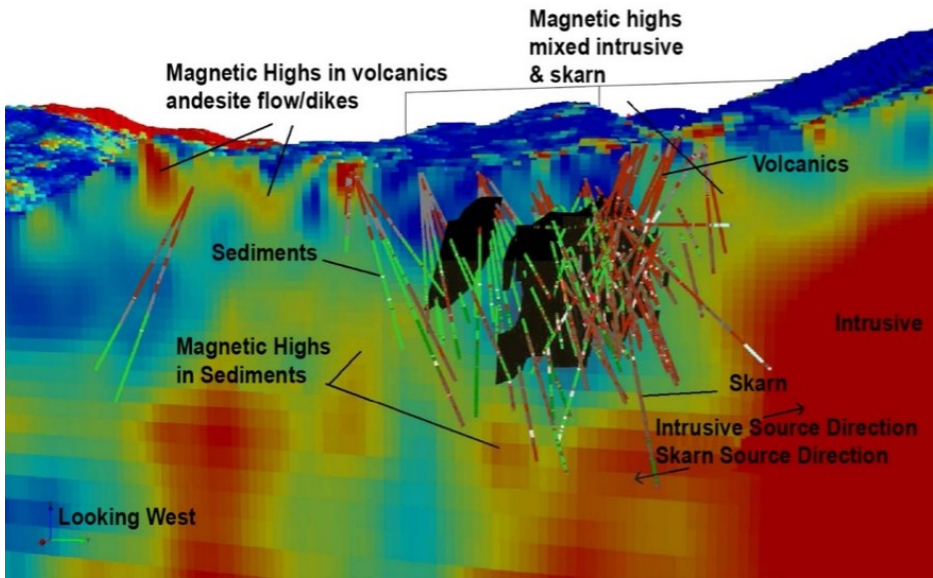 Magnetic highs
mixed intrusive
& skarn
Magnetic Highs in volcanics
andesite flow/dikes
Volcanics
Sediments
Magnetic Highs
in Sediments
Intrusive
Skarn
Intrusive Source Direction
Skarn Source Direction
Looking West